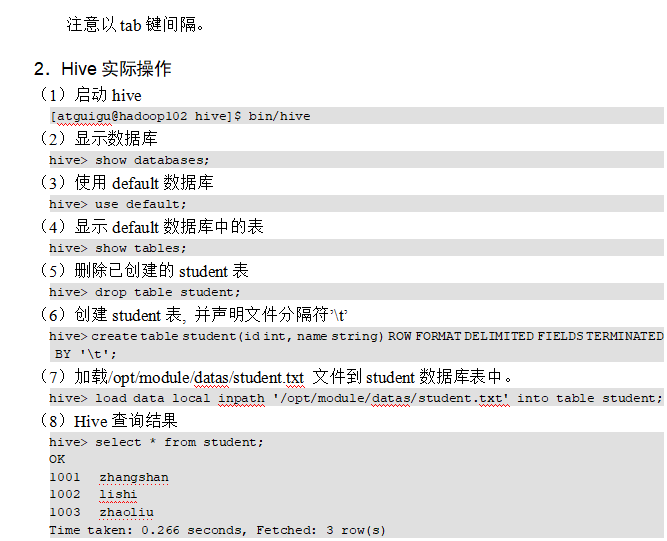 注意以 tab 键间隔。
2．Hive 实际操作
（1）启动 hive
[atguigu@hadoop102 hive]$ bin/hive
（2）显示数据库
hive> show databases;
（3）使用 default 数据库
hive> use default;
（4）显示 default 数据库中的表
hive> show tables;
（5）删除已创建的 student 表
hive> drop table student;
（6）创建 student 表, 并声明文件分隔符’\t’
hive> create table student(id int, name string) ROW FORMAT DELIMITED FIELDS TERMINATED
BY '\t';
（7）加载/opt/module/datas/student.txt 文件到 student 数据库表中。
hive> load data local inpath '/opt/module/datas/student.txt' into table student;
（8）Hive 查询结果
hive> select * from student;
OK
1001 zhangshan
1002 lishi
1003 zhaoliu
Time taken: 0.266 seconds, Fetched: 3 row(s)